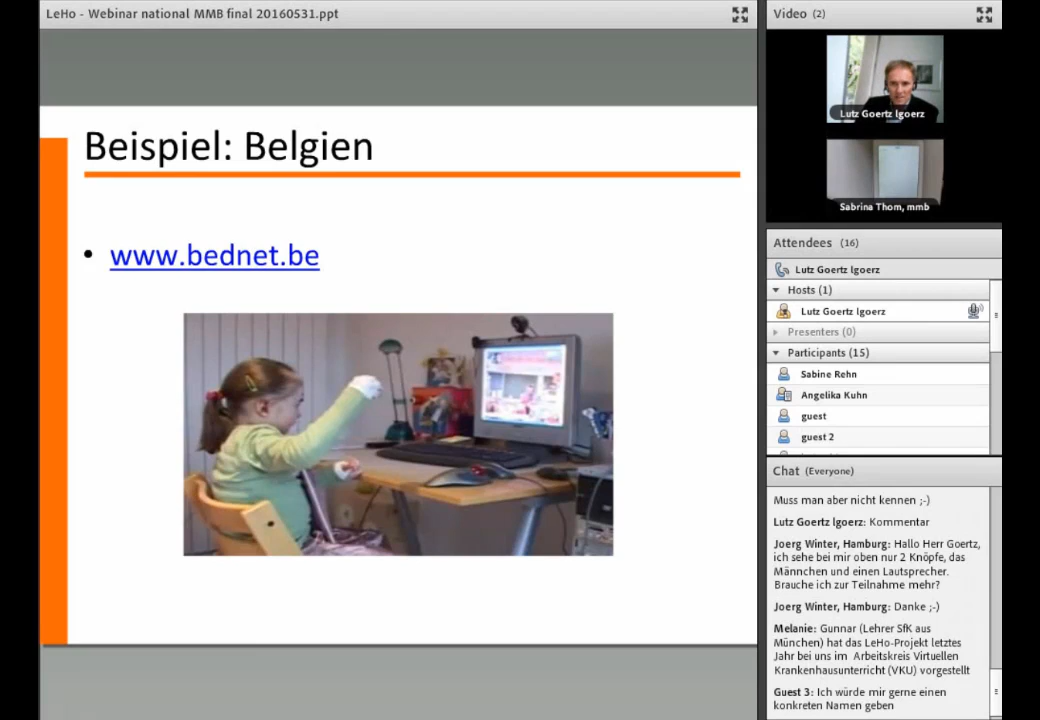 LeHo - Webinar national MMB final 20160531.ppt
Beispiel: Belgien
• www.bednet.be
Video (2)
Lutz Goertz lgoerz
Sabrina Thom, mmb
Attendees (16)
Lutz Goertz lgoerz
Hosts (1)
Lutz Goertz lgoerz
Presenters (0)
Participants (15)
Sabine Rehn
Angelika Kuhn
guest
guest 2
Chat (Everyone)
Muss man aber nicht kennen ;-)
Lutz Goertz lgoerz: Kommentar
Joerg Winter, Hamburg: Hallo Herr Goertz,
ich sehe bei mir oben nur 2 Knöpfe, das
Männchen und einen Lautsprecher.
Brauche ich zur Teilnahme mehr?
Joerg Winter, Hamburg: Danke ;-)
Melanie: Gunnar (Lehrer SfK aus
München) hat das LeHo-Projekt letztes
Jahr bei uns im Arbeitskreis Virtuellen
Krankenhausunterricht (VKU) vorgestellt
Guest 3: Ich würde mir gerne einen
konkreten Namen geben